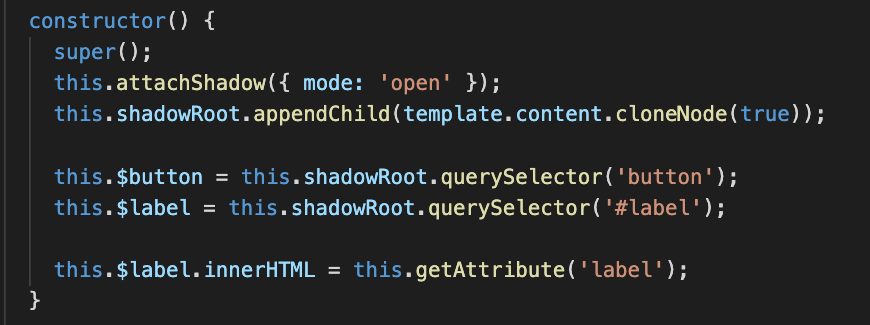 constructor() {
super();
this.attachShadow({ mode: 'open' });
this.shadowRoot.appendChild(template.content.cloneNode(true));
this.$button = this.shadowRoot.querySelector('button');
this.$label = this.shadowRoot.querySelector('#label');
this.$label.innerHTML = this.getAttribute('label');
}